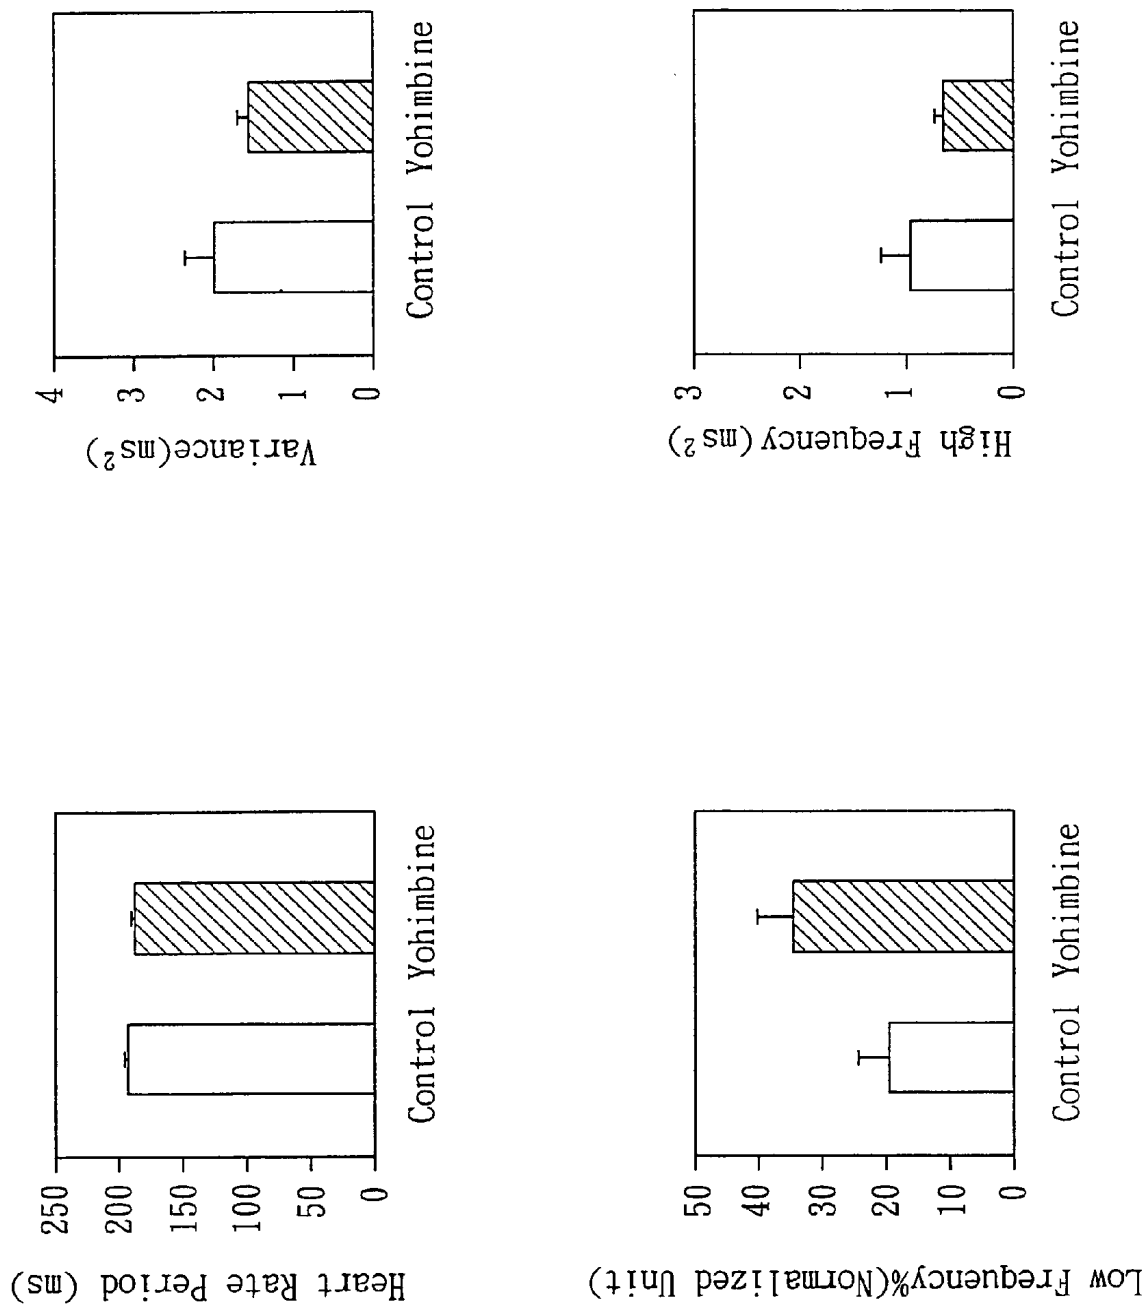 Heart Rate Period (ms)
250
200
150
100
50
0
Control Yohimbine
Variance(ms²)
4
3
2
1
0
Control Yohimbine
Low Frequency%(Normalized Unit)
50
40
30
20
10
0
Control Yohimbine
High Frequency(ms²)
3
2
1
0
Control Yohimbine